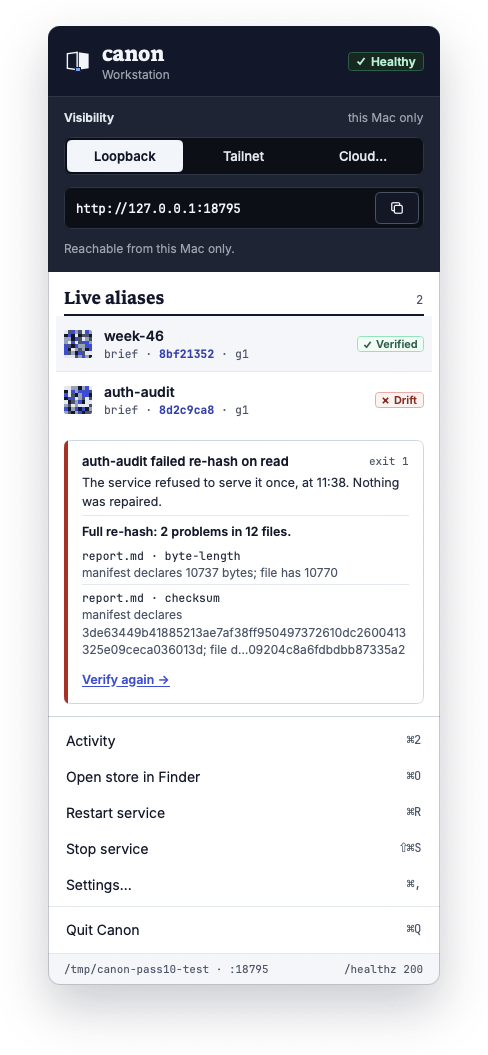 canon
Workstation
Healthy
Visibility
this Mac only
Loopback
Tailnet
Cloud...
http://127.0.0.1:18795
Reachable from this Mac only.
Live aliases
2
week-46
brief · 8bf21352 · g1
Verified
auth-audit
brief · 8d2c9ca8 · g1
Drift
auth-audit failed re-hash on read
exit 1
The service refused to serve it once, at 11:38. Nothing
was repaired.
Full re-hash: 2 problems in 12 files.
report.md · byte-length
manifest declares 10737 bytes; file has 10770
report.md · checksum
manifest declares
3de63449b41885213ae7af38ff950497372610dc2600413
325e09ceca036013d; file d...09204c8a6fdbdbb87335a2
Verify again →
Activity
⌘2
Open store in Finder
⌘O
Restart service
⌘R
Stop service
⇧⌘S
Settings...
⌘,
Quit Canon
⌘Q
/tmp/canon-pass10-test · :18795
/healthz 200